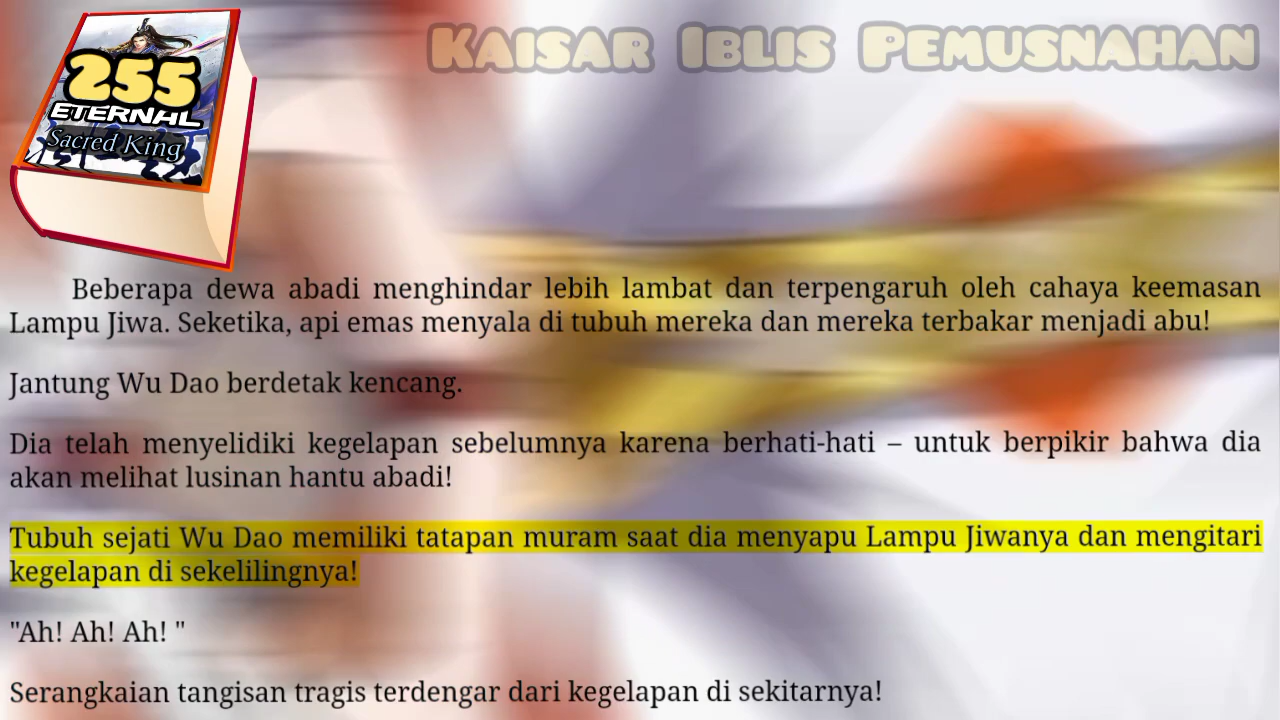 Kaisar Iblis Pemusnahan
255
ETERNAL
Sacred King
Beberapa dewa abadi menghindar lebih lambat dan terpengaruh oleh cahaya keemasan
Lampu Jiwa. Seketika, api emas menyala di tubuh mereka dan mereka terbakar menjadi abu!
Jantung Wu Dao berdetak kencang.
Dia telah menyelidiki kegelapan sebelumnya karena berhati-hati – untuk berpikir bahwa dia
akan melihat lusinan hantu abadi!
Tubuh sejati Wu Dao memiliki tatapan muram saat dia menyapu Lampu Jiwanya dan mengitari
kegelapan di sekelilingnya!
"Ah! Ah! Ah! "
Serangkaian tangisan tragis terdengar dari kegelapan di sekitarnya!